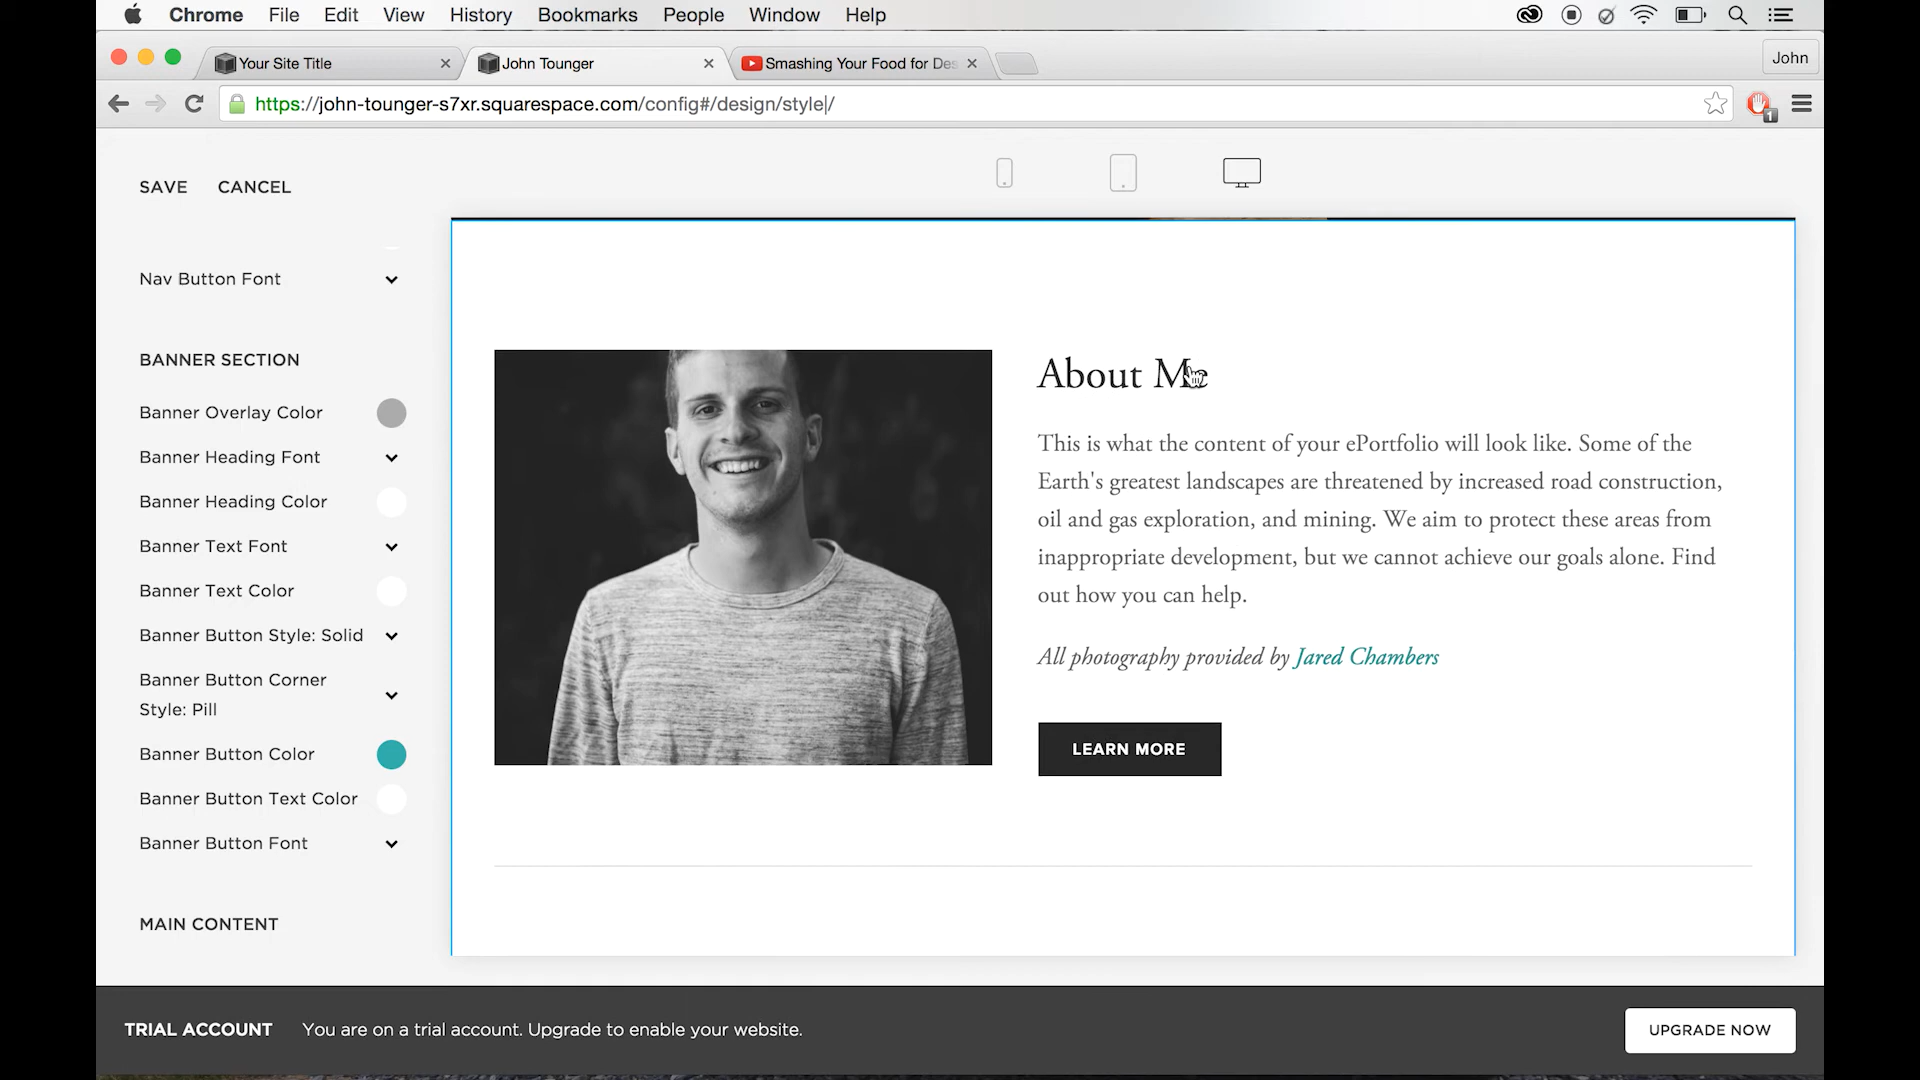 Chrome File Edit View History Bookmarks People Window Help
Your Site Title
John Tounger
Smashing Your Food for Des
John
https://john-tounger-s7xr.squarespace.com/config#/design/style/
1
SAVE CANCEL
Nav Button Font
BANNER SECTION
Banner Overlay Color
Banner Heading Font
Banner Heading Color
Banner Text Font
Banner Text Color
Banner Button Style: Solid
Banner Button Corner
Style: Pill
Banner Button Color
Banner Button Text Color
Banner Button Font
MAIN CONTENT
About Me
This is what the content of your ePortfolio will look like. Some of the
Earth's greatest landscapes are threatened by increased road construction,
oil and gas exploration, and mining. We aim to protect these areas from
inappropriate development, but we cannot achieve our goals alone. Find
out how you can help.
All photography provided by Jared Chambers
LEARN MORE
TRIAL ACCOUNT You are on a trial account. Upgrade to enable your website.
UPGRADE NOW